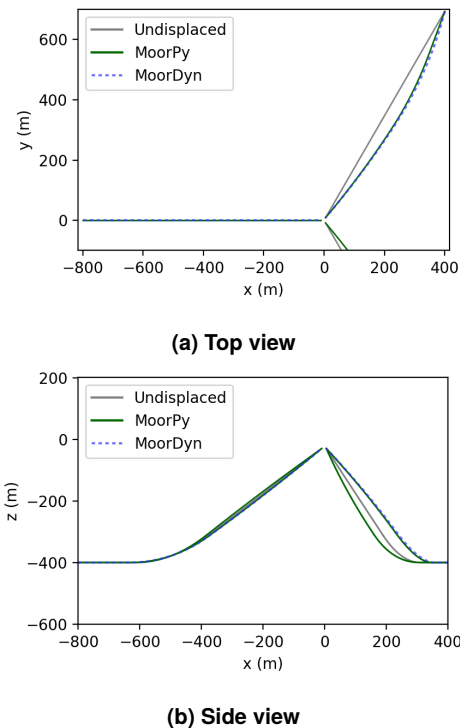 Undisplaced
MoorPy
MoorDyn
y (m)
600
400
200
0
−800 −600 −400 −200 0 200 400
x (m)
(a) Top view
Undisplaced
MoorPy
MoorDyn
z (m)
200
0
−200
−400
−600
−800 −600 −400 −200 0 200 400
x (m)
(b) Side view